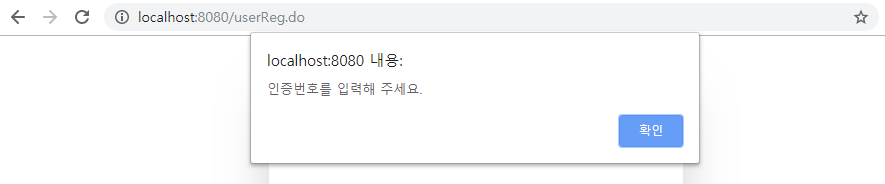 localhost:8080/userReg.do
localhost:8080 내용:
인증번호를 입력해 주세요.
확인